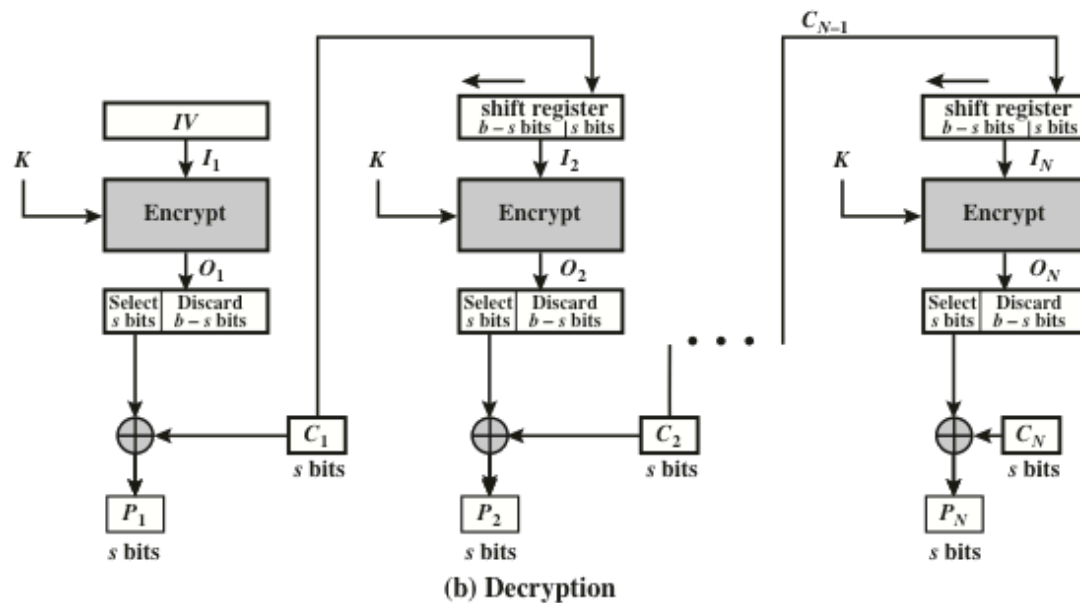 C_{N–1}
shift register
b – s bits | s bits
shift register
b – s bits | s bits
IV
K
I_1
K
I_2
K
I_N
Encrypt
Encrypt
Encrypt
O_1
O_2
O_N
Select
s bits
Discard
b – s bits
Select
s bits
Discard
b – s bits
Select
s bits
Discard
b – s bits
• • •
C_1
s bits
C_2
s bits
C_N
s bits
P_1
s bits
P_2
s bits
P_N
s bits
(b) Decryption